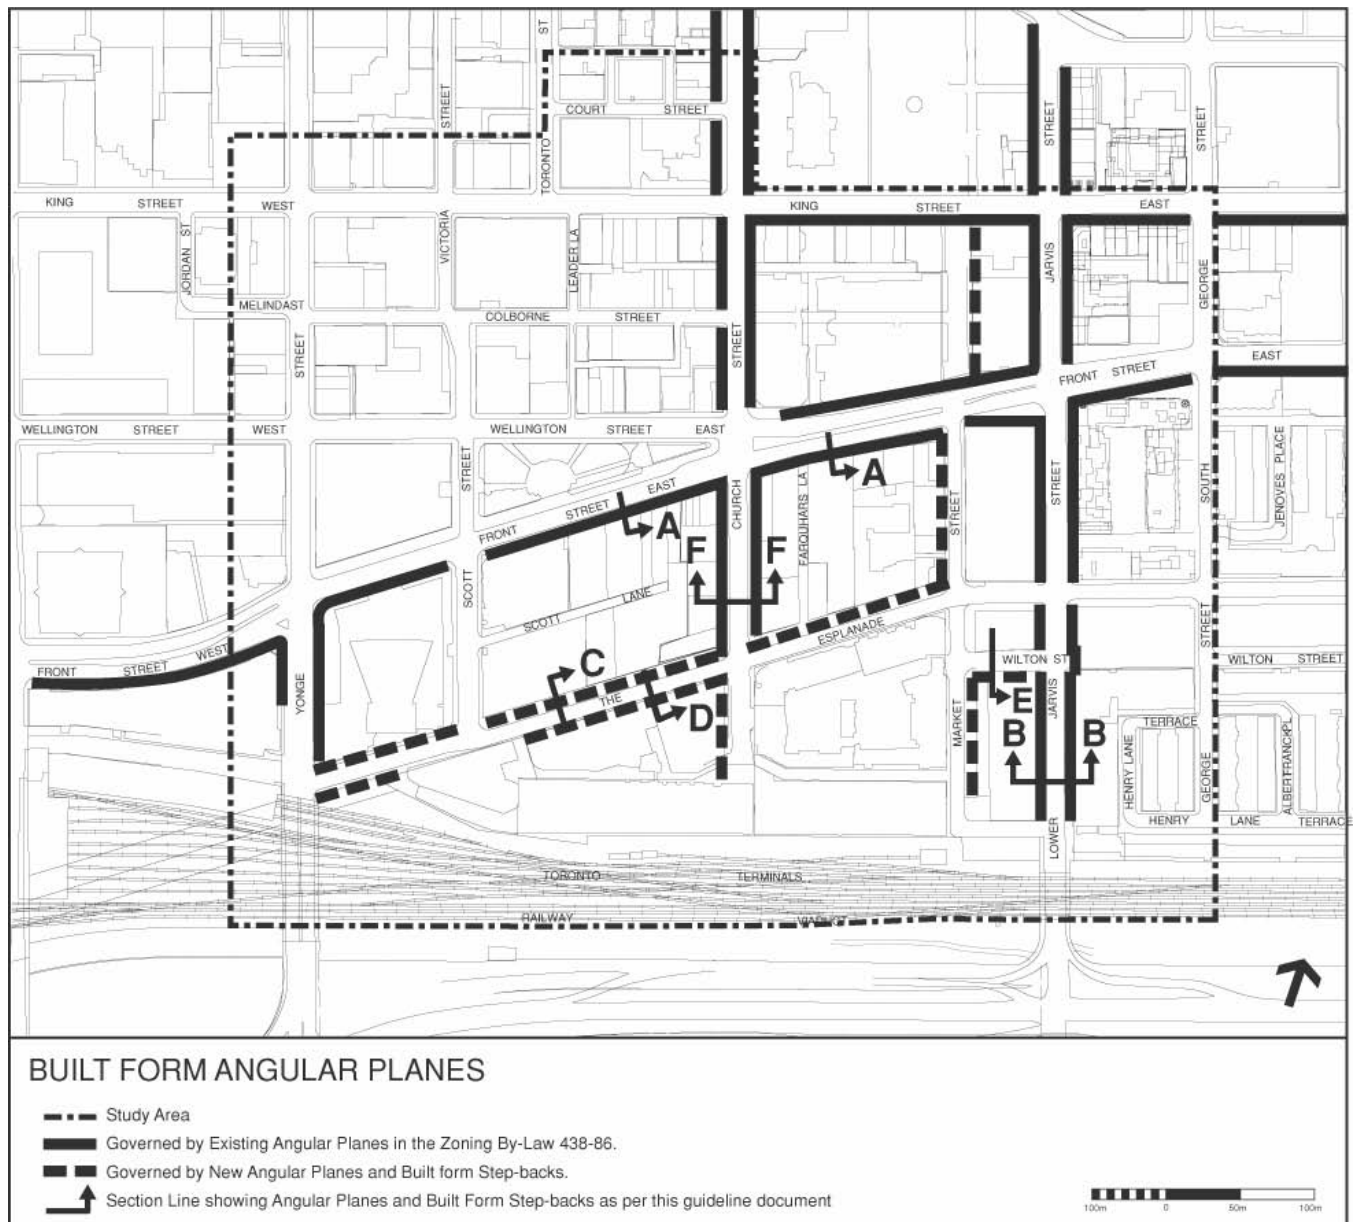 ST
STREET
COURT STREET
STREET
STREET
TORONTO
KING STREET WEST
KING STREET EAST
JORDAN ST
VICTORIA
LEADER LA
JARVIS
GEORGE
MELINDAST
COLBORNE STREET
STREET
STREET
EAST
FRONT STREET
WELLINGTON STREET WEST
WELLINGTON STREET EAST
STREET
FRONT STREET EAST
A
A
CHURCH
FARQUHARS LA
STREET
STREET
SOUTH
JENOVES PLACE
F
F
SCOTT
SCOTT LANE
ESPLANADE
STREET
FRONT STREET WEST
C
THE
D
YONGE
WILTON ST
WILTON STREET
E
MARKET
JARVIS
B
B
TERRACE
HENRY LANE
GEORGE
HENRY LANE TERRACE
LOWER
TORONTO TERMINALS
RAILWAY
BUILT FORM ANGULAR PLANES
Study Area
Governed by Existing Angular Planes in the Zoning By-Law 438-86.
Governed by New Angular Planes and Built form Step-backs.
Section Line showing Angular Planes and Built Form Step-backs as per this guideline document
100m 0 50m 100m